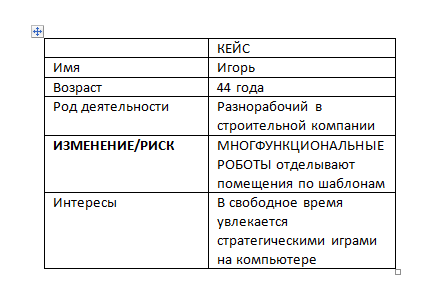 КЕЙС
Имя Игорь
Возраст 44 года
Род деятельности Разнорабочий в
строительной компании
ИЗМЕНЕНИЕ/РИСК МНОГФУНКЦИОНАЛЬНЫЕ
РОБОТЫ отделывают
помещения по шаблонам
Интересы В свободное время
увлекается
стратегическими играми
на компьютере